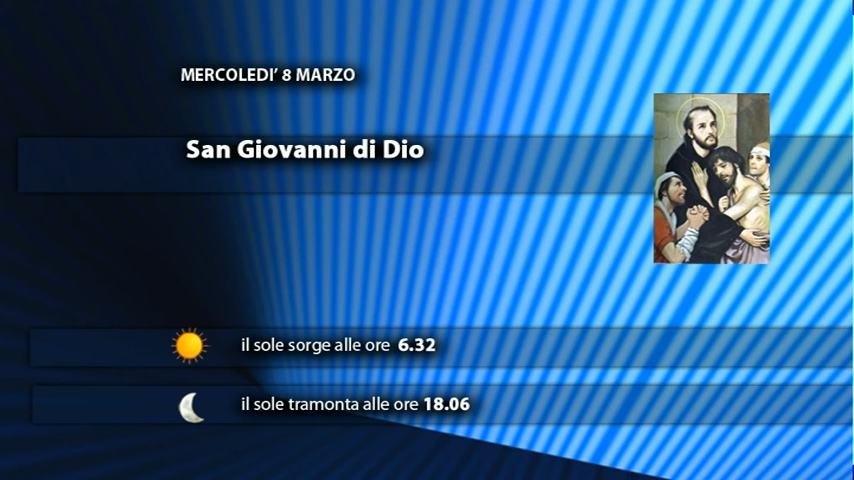 MERCOLEDI’ 8 MARZO
San Giovanni di Dio
il sole sorge alle ore 6.32
il sole tramonta alle ore 18.06